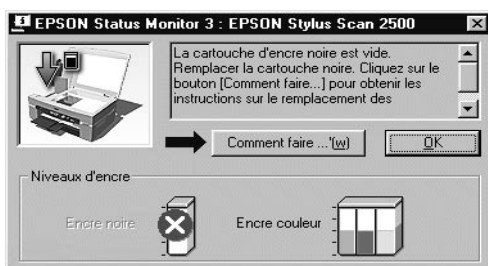 EPSON Status Monitor 3 : EPSON Stylus Scan 2500
La cartouche d'encre noire est vide.
Remplacer la cartouche noire. Cliquez sur le
bouton [Comment faire...] pour obtenir les
instructions sur le remplacement des
Comment faire ...'(w)
OK
Niveaux d'encre
Encre noire
Encre couleur